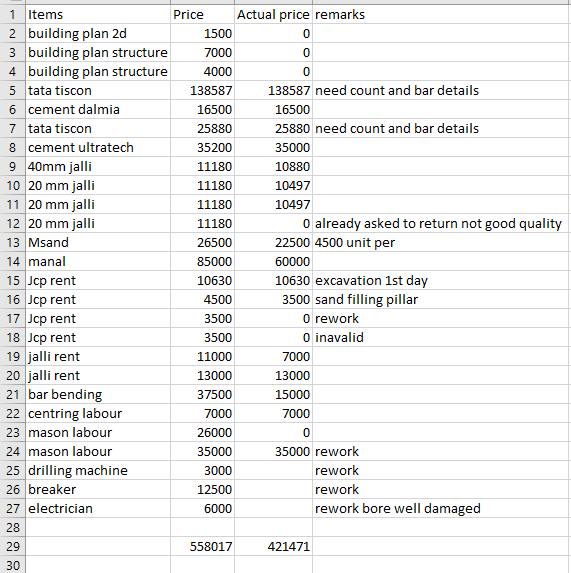 1 Items Price Actual price remarks
2 building plan 2d 1500 0
3 building plan structure 7000 0
4 building plan structure 4000 0
5 tata tiscon 138587 138587 need count and bar details
6 cement dalmia 16500 16500
7 tata tiscon 25880 25880 need count and bar details
8 cement ultratech 35200 35000
9 40mm jalli 11180 10880
10 20 mm jalli 11180 10497
11 20 mm jalli 11180 10497
12 20 mm jalli 11180 0 already asked to return not good quality
13 Msand 26500 22500 4500 unit per
14 manal 85000 60000
15 Jcp rent 10630 10630 excavation 1st day
16 Jcp rent 4500 3500 sand filling pillar
17 Jcp rent 3500 0 rework
18 Jcp rent 3500 0 inavalid
19 jalli rent 11000 7000
20 jalli rent 13000 13000
21 bar bending 37500 15000
22 centring labour 7000 7000
23 mason labour 26000 0
24 mason labour 35000 35000 rework
25 drilling machine 3000 rework
26 breaker 12500 rework
27 electrician 6000 rework bore well damaged
28
29 558017 421471
30